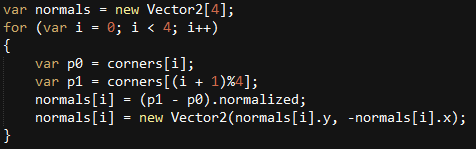 var normals = new Vector2[4];
for (var i = 0; i < 4; i++)
{
    var p0 = corners[i];
    var p1 = corners[(i + 1)%4];
    normals[i] = (p1 - p0).normalized;
    normals[i] = new Vector2(normals[i].y, -normals[i].x);
}